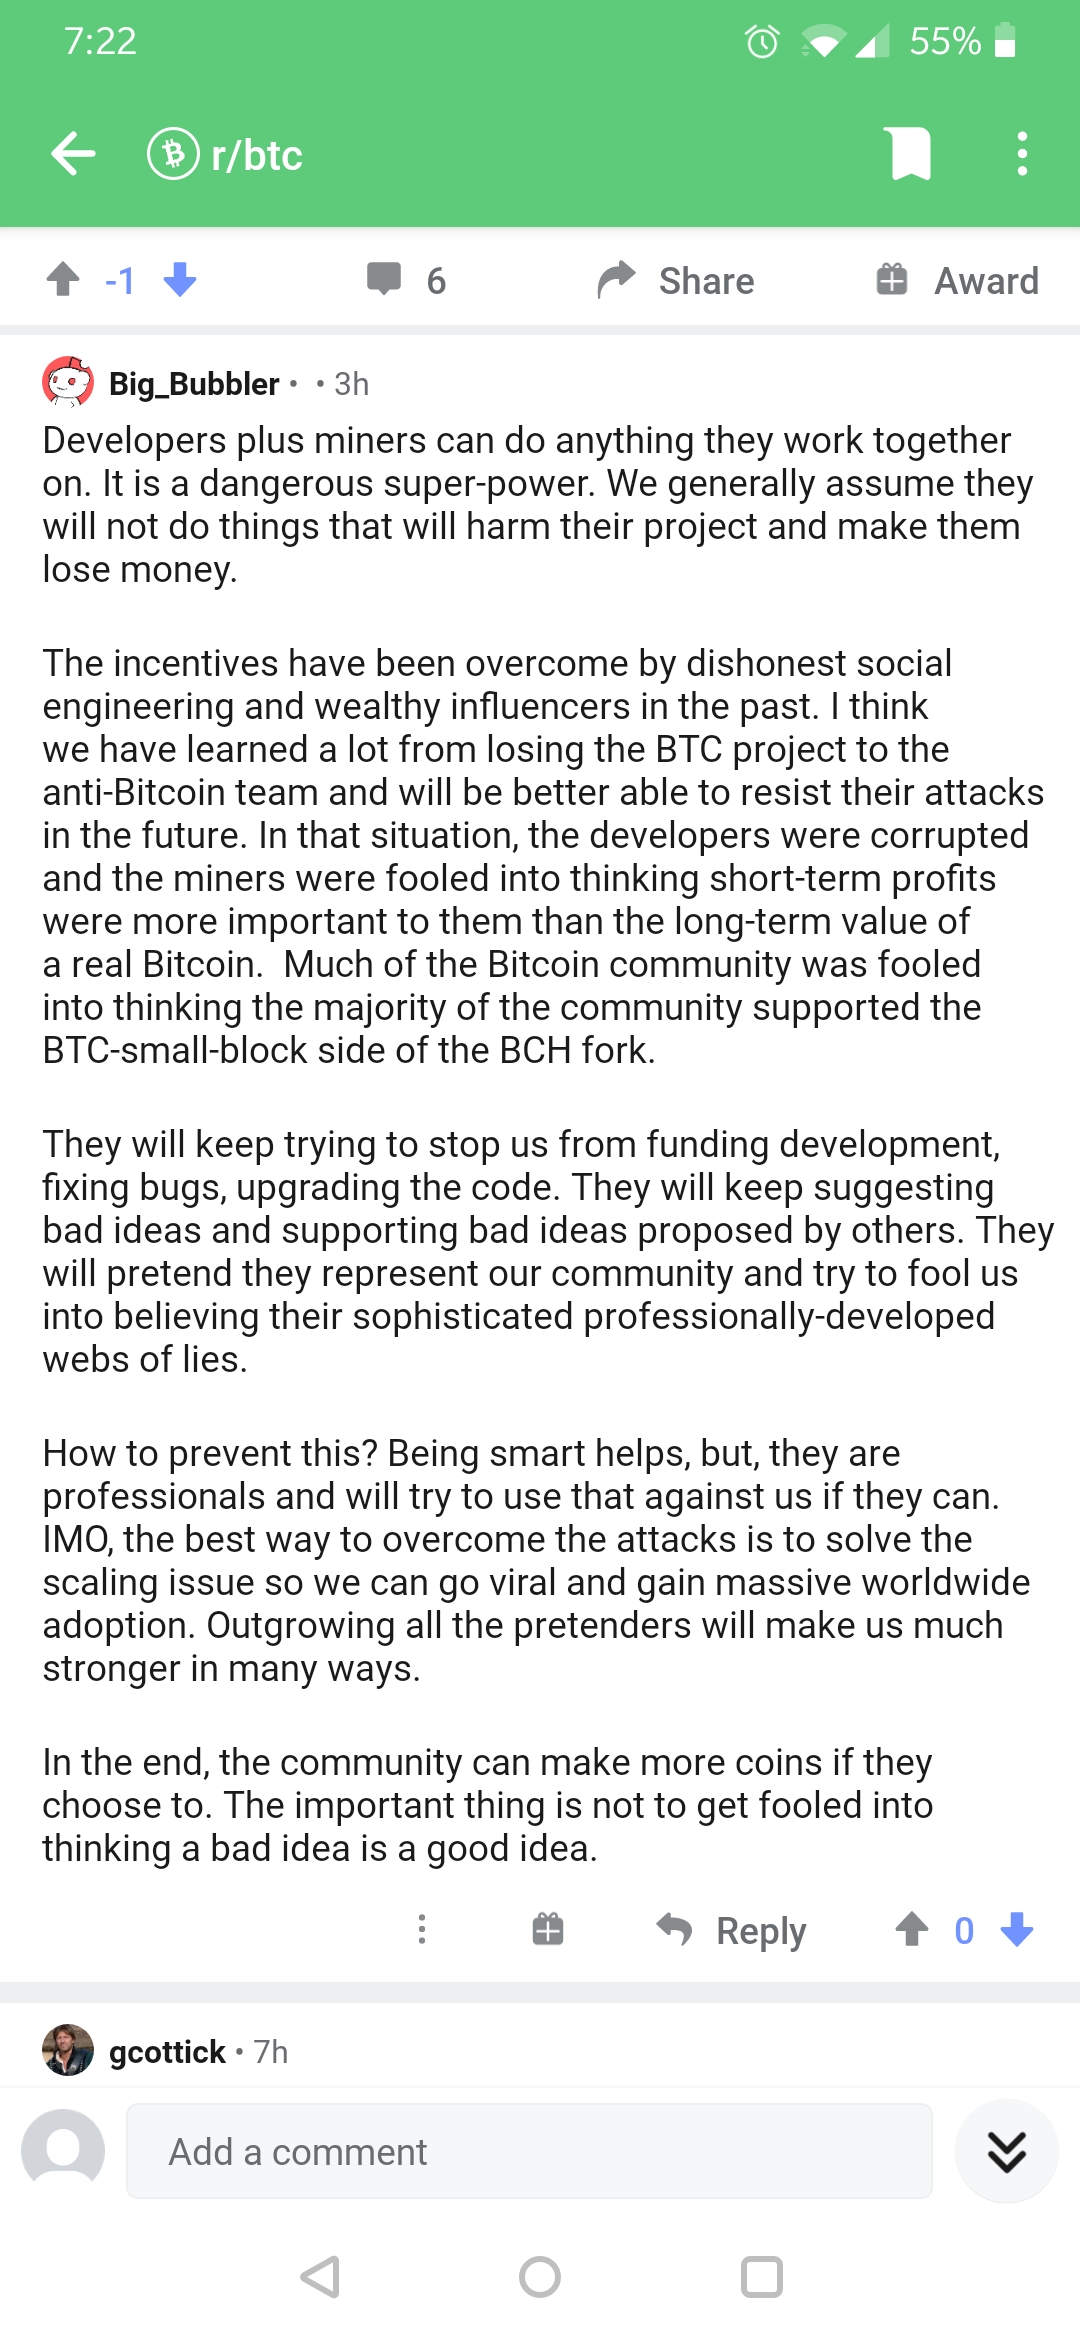 7:22
55%
r/btc
-1
6
Share
Award
Big_Bubbler • • 3h
Developers plus miners can do anything they work together
on. It is a dangerous super-power. We generally assume they
will not do things that will harm their project and make them
lose money.
The incentives have been overcome by dishonest social
engineering and wealthy influencers in the past. I think
we have learned a lot from losing the BTC project to the
anti-Bitcoin team and will be better able to resist their attacks
in the future. In that situation, the developers were corrupted
and the miners were fooled into thinking short-term profits
were more important to them than the long-term value of
a real Bitcoin.  Much of the Bitcoin community was fooled
into thinking the majority of the community supported the
BTC-small-block side of the BCH fork.
They will keep trying to stop us from funding development,
fixing bugs, upgrading the code. They will keep suggesting
bad ideas and supporting bad ideas proposed by others. They
will pretend they represent our community and try to fool us
into believing their sophisticated professionally-developed
webs of lies.
How to prevent this? Being smart helps, but, they are
professionals and will try to use that against us if they can.
IMO, the best way to overcome the attacks is to solve the
scaling issue so we can go viral and gain massive worldwide
adoption. Outgrowing all the pretenders will make us much
stronger in many ways.
In the end, the community can make more coins if they
choose to. The important thing is not to get fooled into
thinking a bad idea is a good idea.
Reply
0
gcottick • 7h
Add a comment